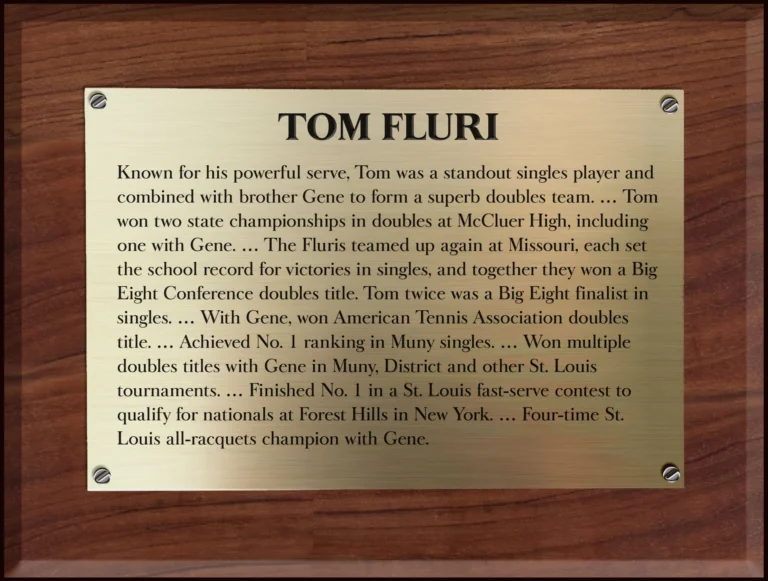 TOM FLURI
Known for his powerful serve, Tom was a standout singles player and
combined with brother Gene to form a superb doubles team. … Tom
won two state championships in doubles at McCluer High, including
one with Gene. … The Fluris teamed up again at Missouri, each set
the school record for victories in singles, and together they won a Big
Eight Conference doubles title. Tom twice was a Big Eight finalist in
singles. … With Gene, won American Tennis Association doubles
title. … Achieved No. 1 ranking in Muny singles. … Won multiple
doubles titles with Gene in Muny, District and other St. Louis
tournaments. … Finished No. 1 in a St. Louis fast-serve contest to
qualify for nationals at Forest Hills in New York. … Four-time St.
Louis all-racquets champion with Gene.